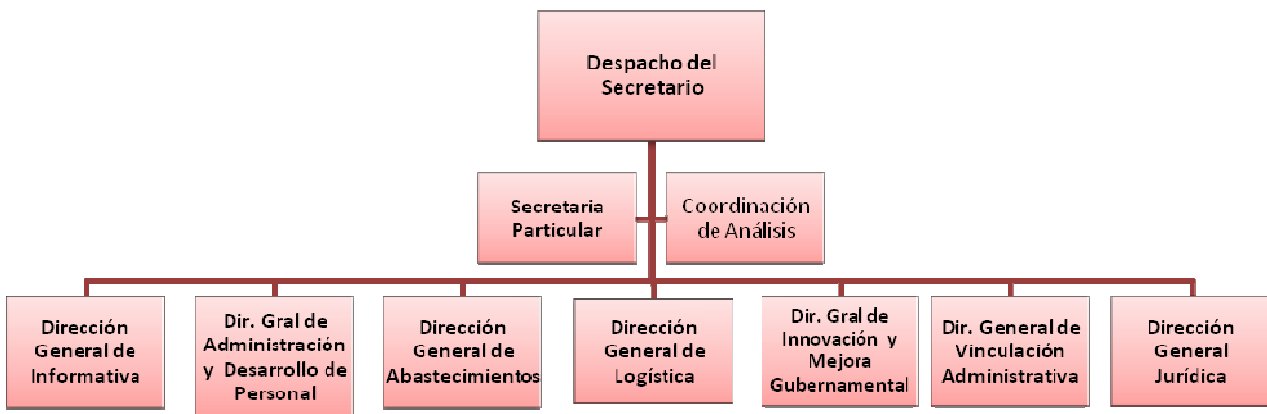 Despacho del
Secretario
Secretaria
Particular
Coordinación
de Análisis
Dirección
General de
Informativa
Dir. Gral de
Administración
y Desarrollo de
Personal
Dirección
General de
Abastecimientos
Dirección
General de
Logística
Dir. Gral de
Innovación y
Mejora
Gubernamental
Dir. General de
Vinculación
Administrativa
Dirección
General
Jurídica